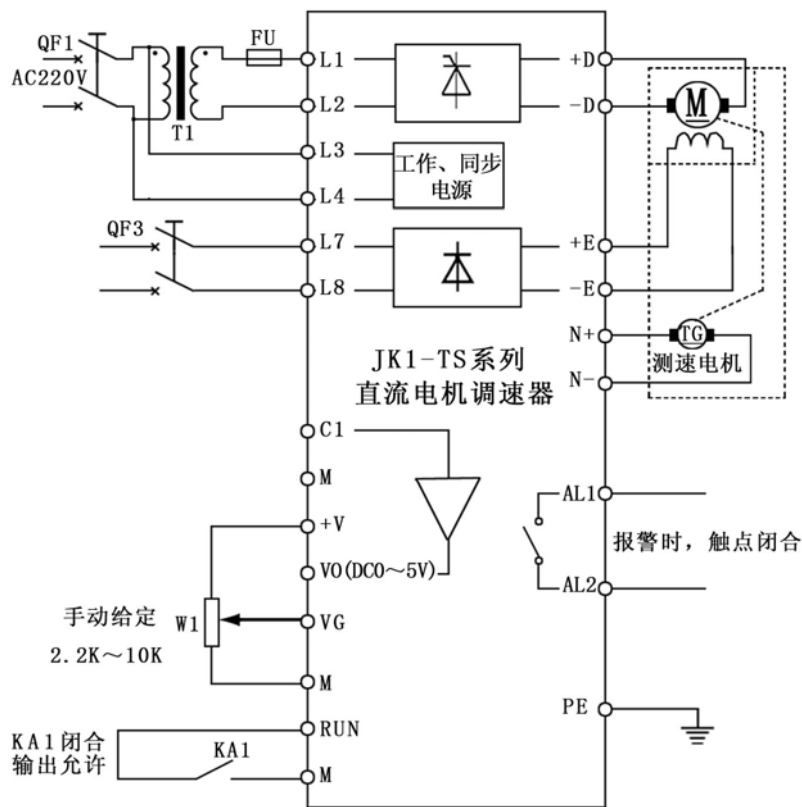 QF1
AC220V
T1
FU
L1
L2
L3
L4
工作、同步
电源
QF3
L7
L8
+D
-D
M
+E
-E
N+
N-
TG
测速电机
JK1-TS系列
直流电机调速器
C1
M
+V
VO(DC0～5V)
手动给定
W1
VG
2.2K～10K
M
RUN
KA1闭合
输出允许
KA1
M
AL1
报警时，触点闭合
AL2
PE